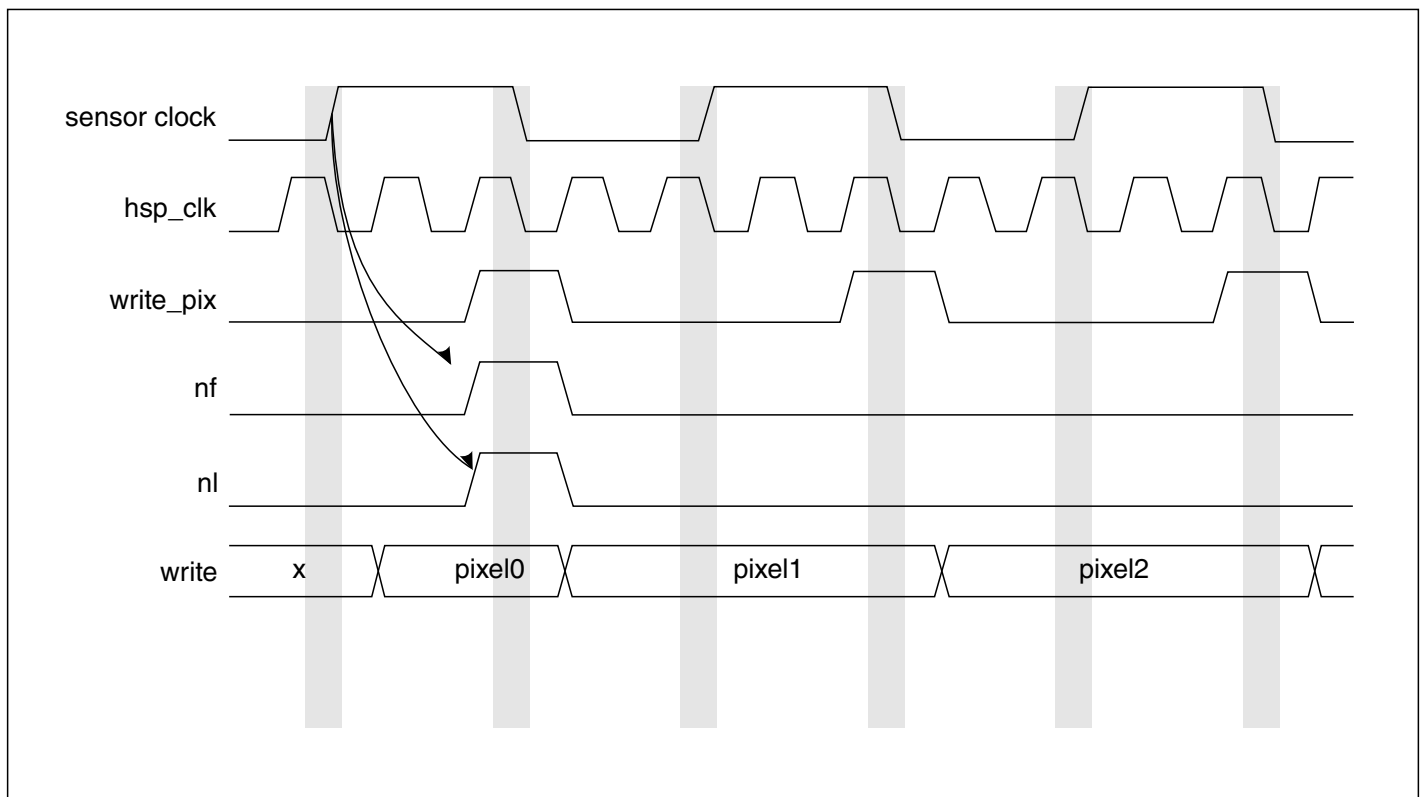 sensor clock
hsp_clk
write_pix
nf
nl
write x pixel0 pixel1 pixel2